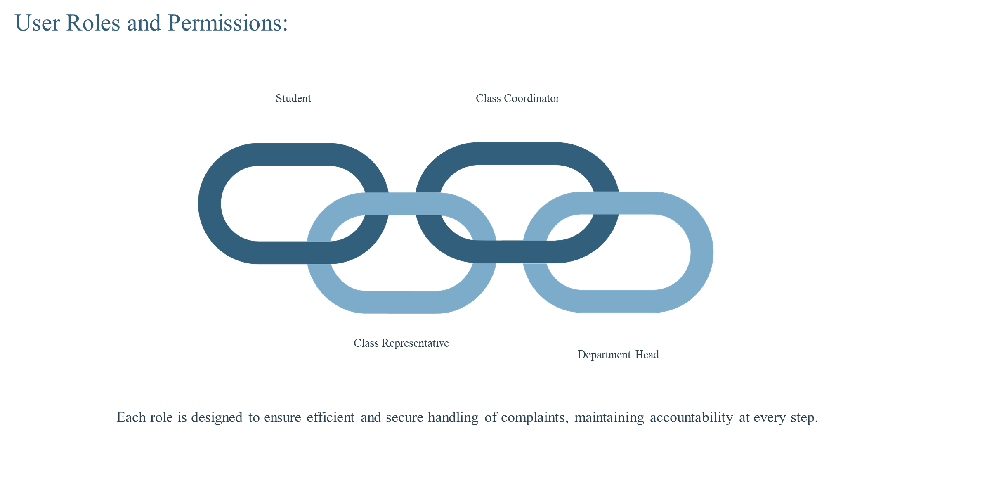 User Roles and Permissions:
Student
Class Coordinator
Class Representative
Department Head
Each role is designed to ensure efficient and secure handling of complaints, maintaining accountability at every step.